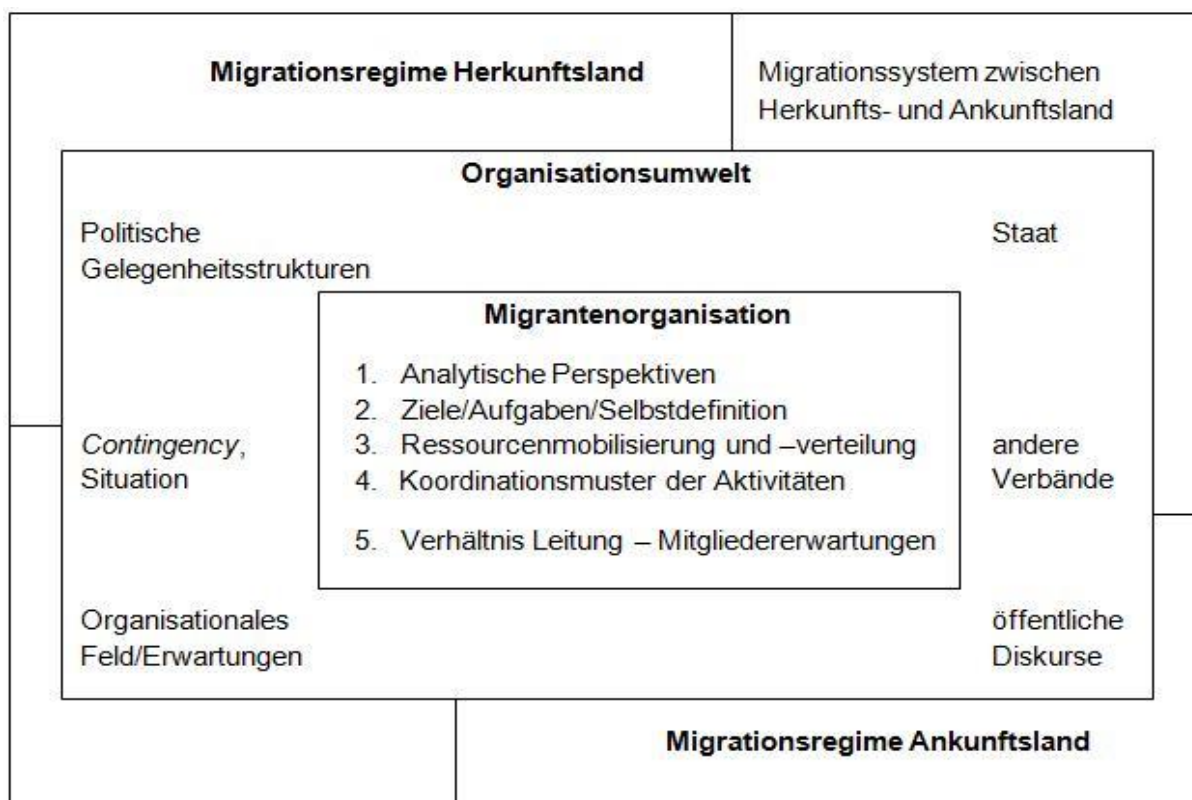 Migrationsregime Herkunftsland
Migrationssystem zwischen
Herkunfts- und Ankunftsland
Organisationsumwelt
Politische
Gelegenheitsstrukturen
Staat
Migrantenorganisation
1. Analytische Perspektiven
2. Ziele/Aufgaben/Selbstdefinition
3. Ressourcenmobilisierung und –verteilung
4. Koordinationsmuster der Aktivitäten
5. Verhältnis Leitung – Mitgliedererwartungen
Contingency,
Situation
andere
Verbände
Organisationales
Feld/Erwartungen
öffentliche
Diskurse
Migrationsregime Ankunftsland